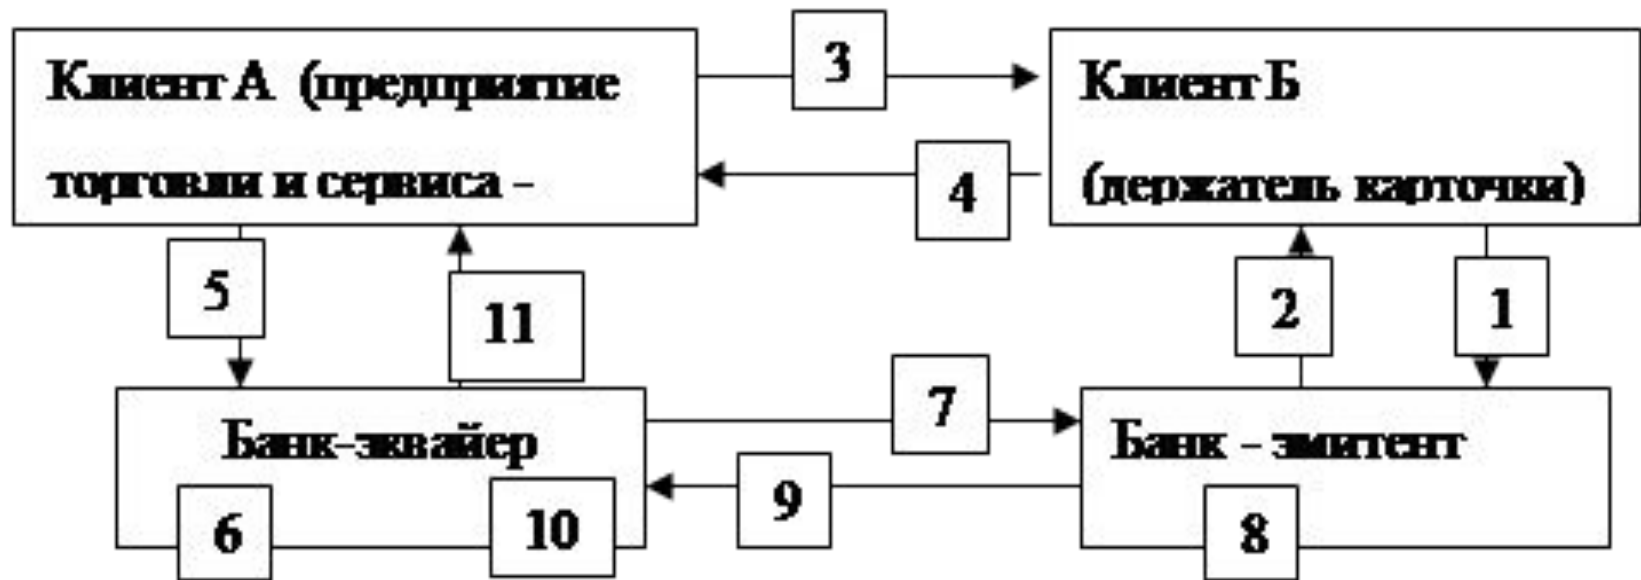 Клиент А (предприятие
торговли и сервиса -
3
4
Клиент Б
(держатель карточки)
5
11
2
1
7
9
Банк-эквайер
6
10
Банк - эмитент
8